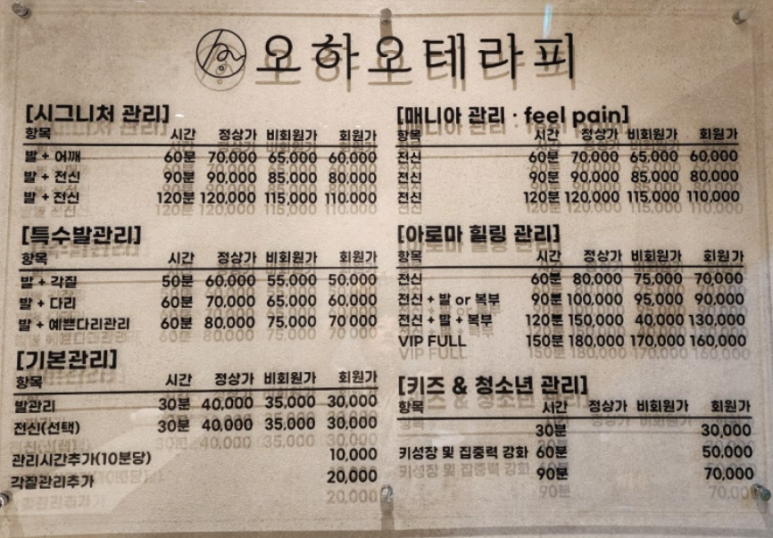 오하오테라피
[시그니처 관리]
항목 시간 정상가 비회원가 회원가
발 + 어깨 60분 70,000 65,000 60,000
발 + 전신 90분 90,000 85,000 80,000
발 + 전신 120분 120,000 115,000 110.000
[특수발관리]
항목 시간 정상가 비회원가 회원가
발 + 각질 50분 60,000 55,000 50,000
발 + 다리 60분 70,000 65,000 60,000
발 + 예쁜다리관리 60분 80,000 75,000 70 000
[기본관리]
항목 시간 정상가 비회원가 회원가
발관리 30분 40,000 35,000 30,000
전신(선택) 30분 40,000 35,000 30,000
관리시간추가(10분당) 10,000
각질관리추가 20,000
[매니아 관리 · feel pain]
항목 시간 정상가 비회원가 회원가
전신 60분 70,000 65,000 60,000
전신 90분 90,000 85,000 80,000
전신 120분 120,000 115,000 110,000
[아로마 힐링 관리]
항목 시간 정상가 비회원가 회원가
전신 60분 80,000 75,000 70,000
전신 + 발 or 복부 90분 100,000 95,000 90,000
전신 + 발 + 복부 120분 150,000 40,000 130,000
VIP FULL 150분 180,000 170,000 160,000
[키즈 & 청소년 관리]
항목 시간 정상가 비회원가 회원가
30분 30,000
키성장 및 집중력 강화 60분 50,000
90분 70,000